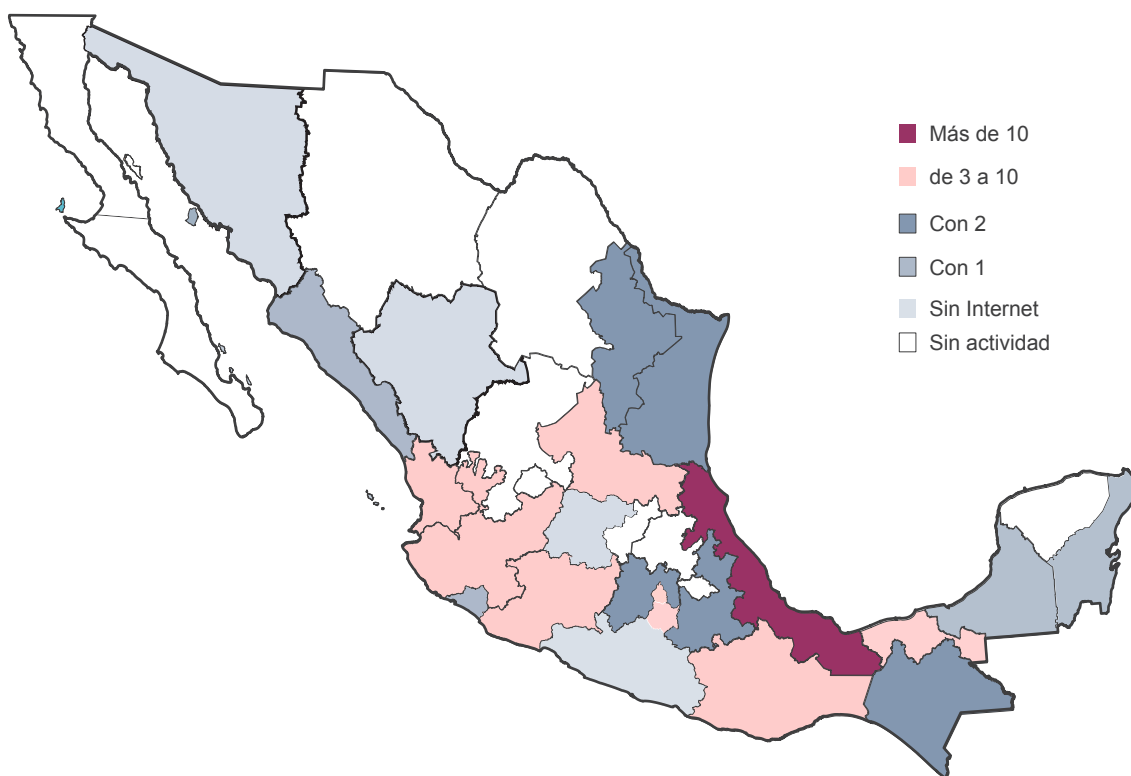 Más de 10
de 3 a 10
Con 2
Con 1
Sin Internet
Sin actividad